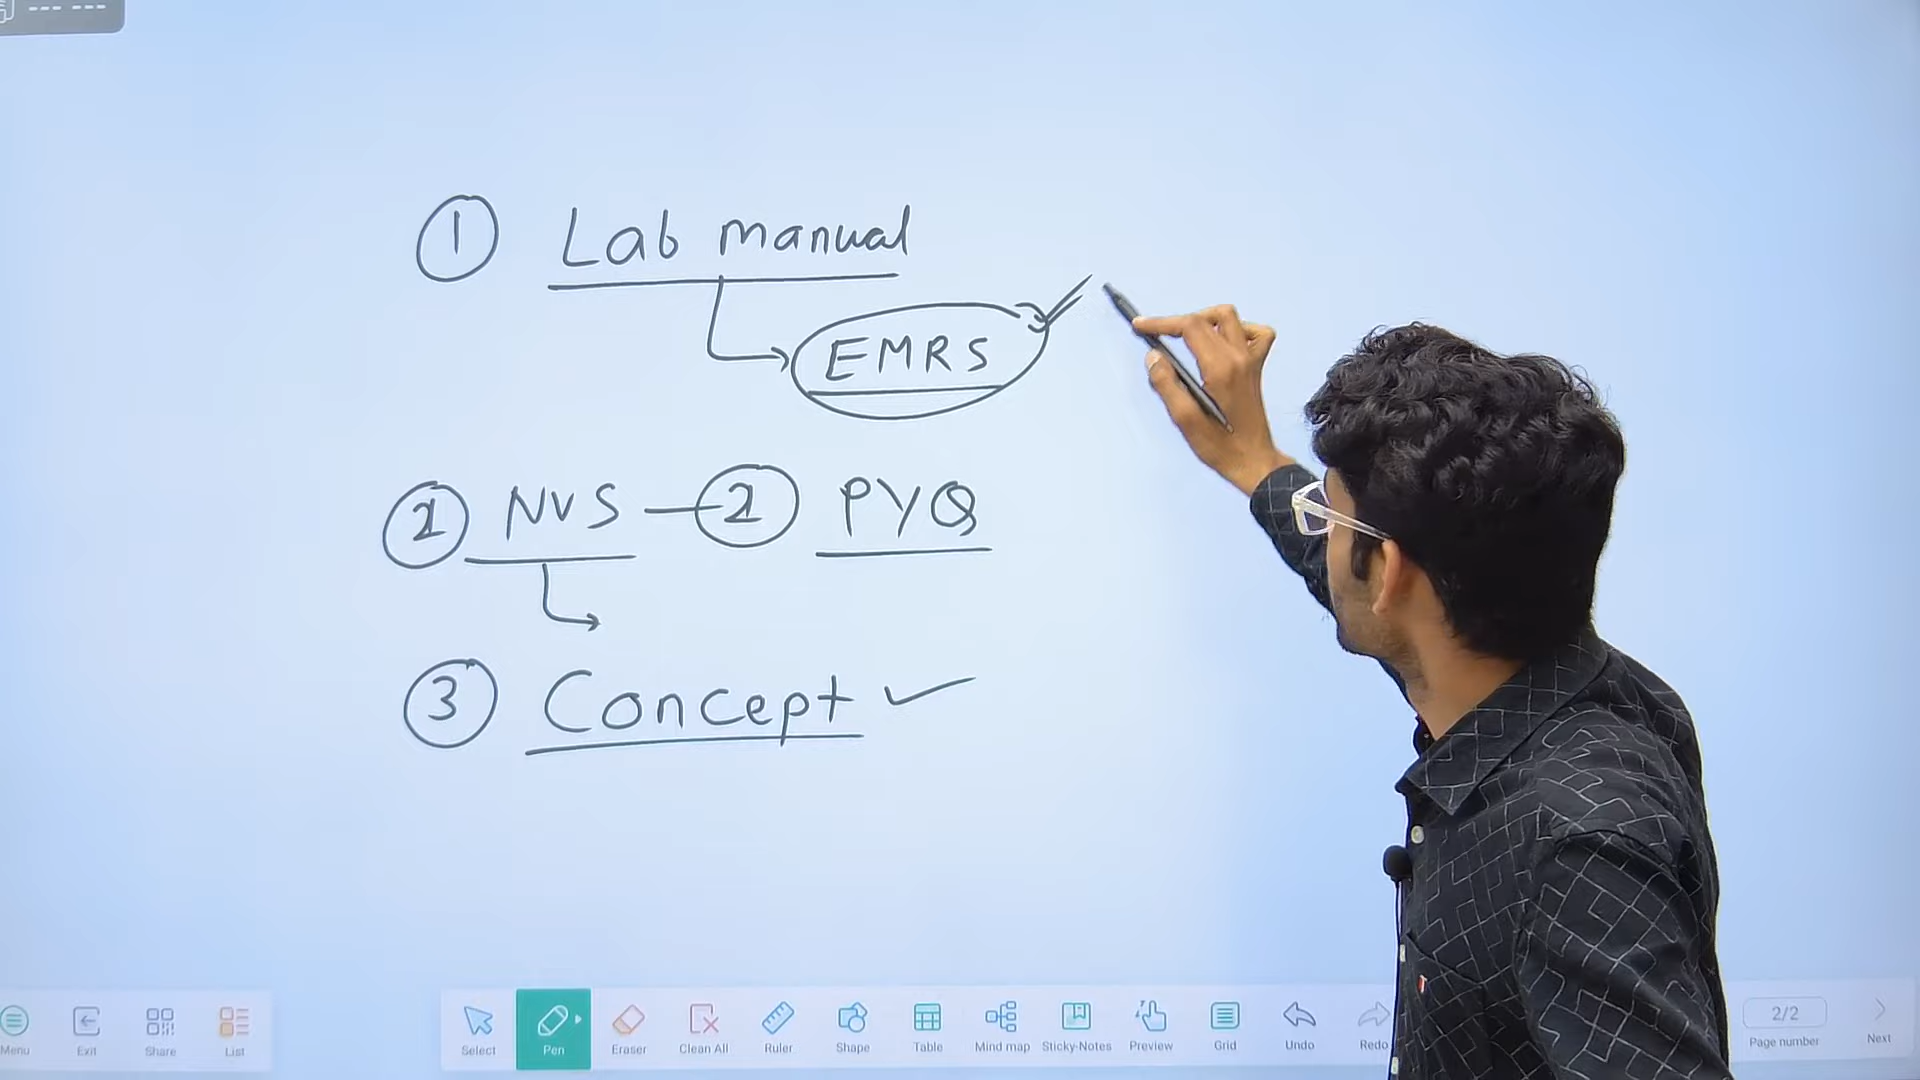 ① Lab manual
EMRS
② NVS — ② PYQ
③ Concept ✓
Menu Exit Share List Select Pen Eraser Clean All Ruler Shape Table Mind map Sticky-Notes Preview Grid Undo Redo 2/2 Page number Next